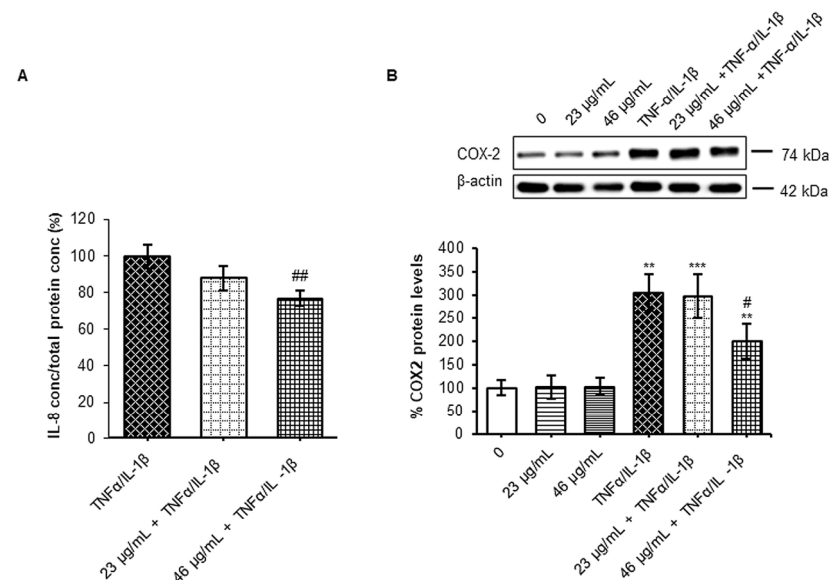 A
IL-8 conc/total protein conc (%)
120
100
80
60
40
20
0
##
TNFα/IL-1β
23 µg/mL + TNFα/IL-1β
46 µg/mL + TNFα/IL -1β
B
0
23 µg/mL
46 µg/mL
TNF-α/IL-1β
23 µg/mL +TNF-α/IL-1β
46 µg/mL +TNF-α/IL-1β
COX-2
74 kDa
β-actin
42 kDa
% COX2 protein levels
400
350
300
250
200
150
100
50
0
**
***
#
**
0
23 µg/mL
46 µg/mL
TNFα/IL-1β
23 µg/mL + TNFα/IL-1β
46 µg/mL + TNFα/IL -1β